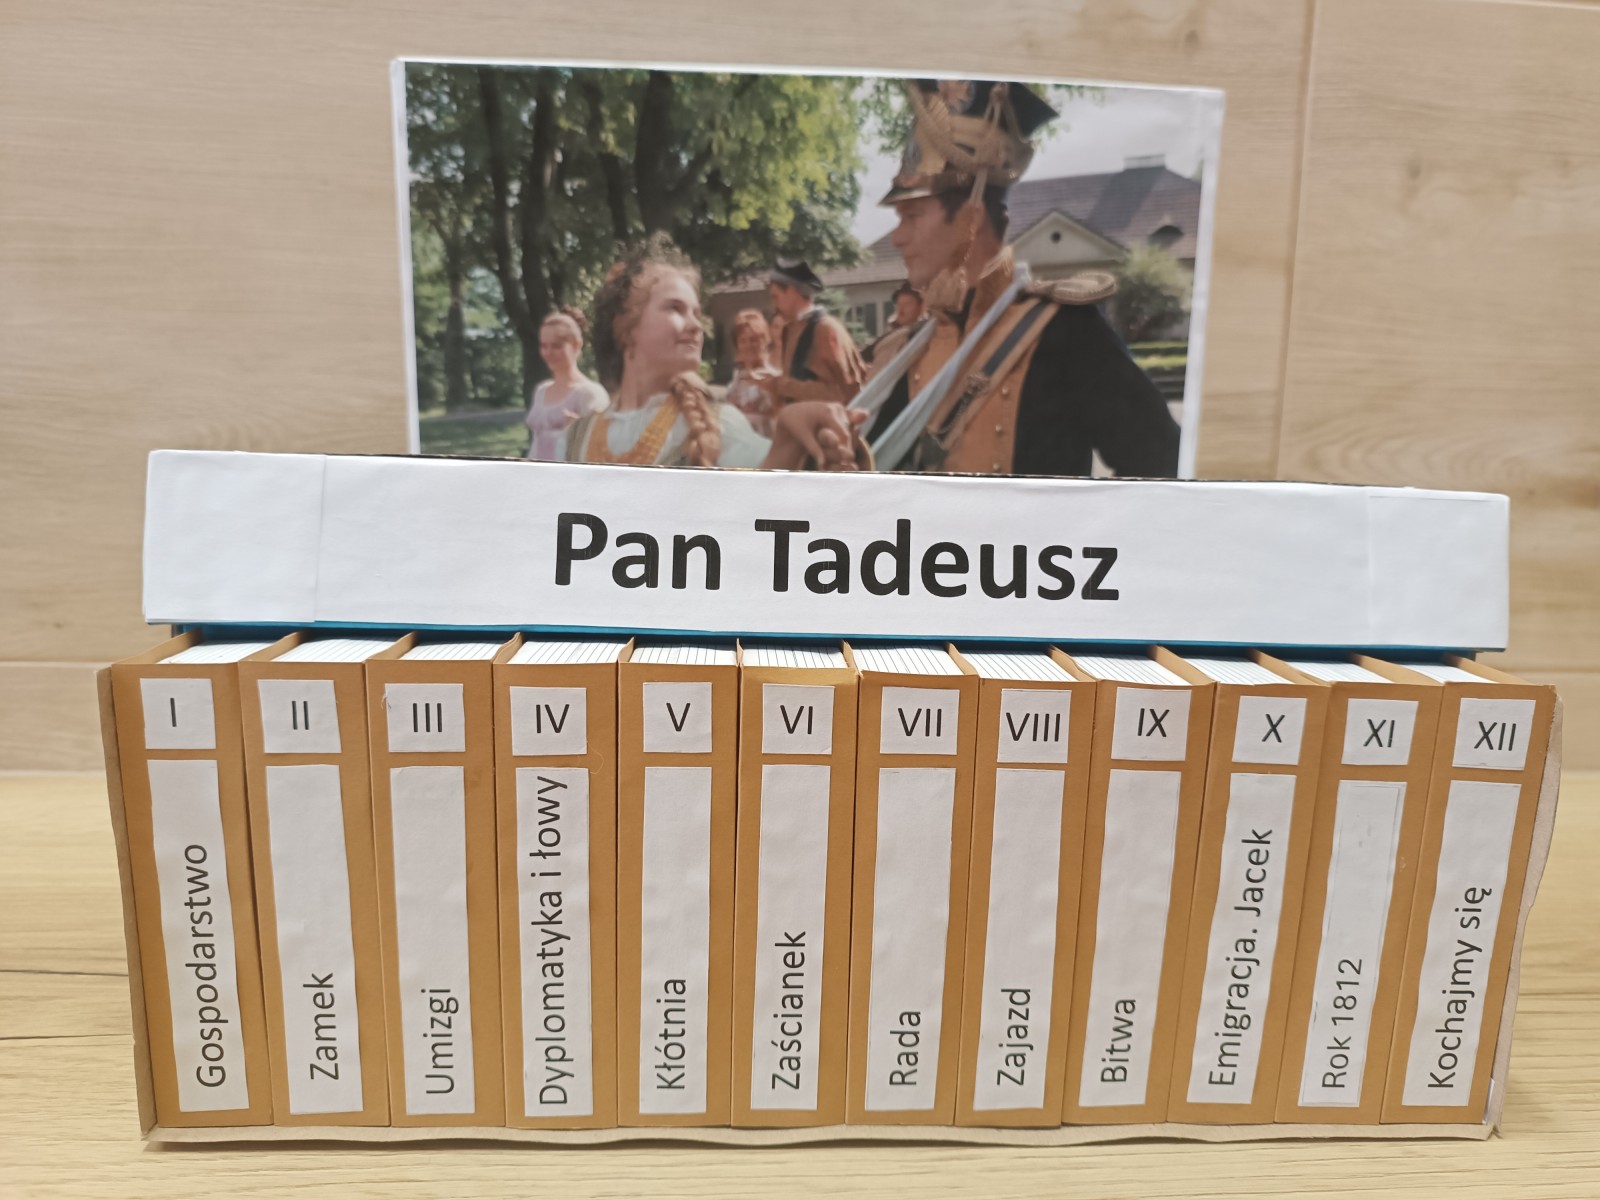 Pan Tadeusz
I
Gospodarstwo
II
Zamek
III
Umizgi
IV
Dyplomatyka i łowy
V
Kłótnia
VI
Zaścianek
VII
Rada
VIII
Zajazd
IX
Bitwa
X
Emigracja. Jacek
XI
Rok 1812
XII
Kochajmy się